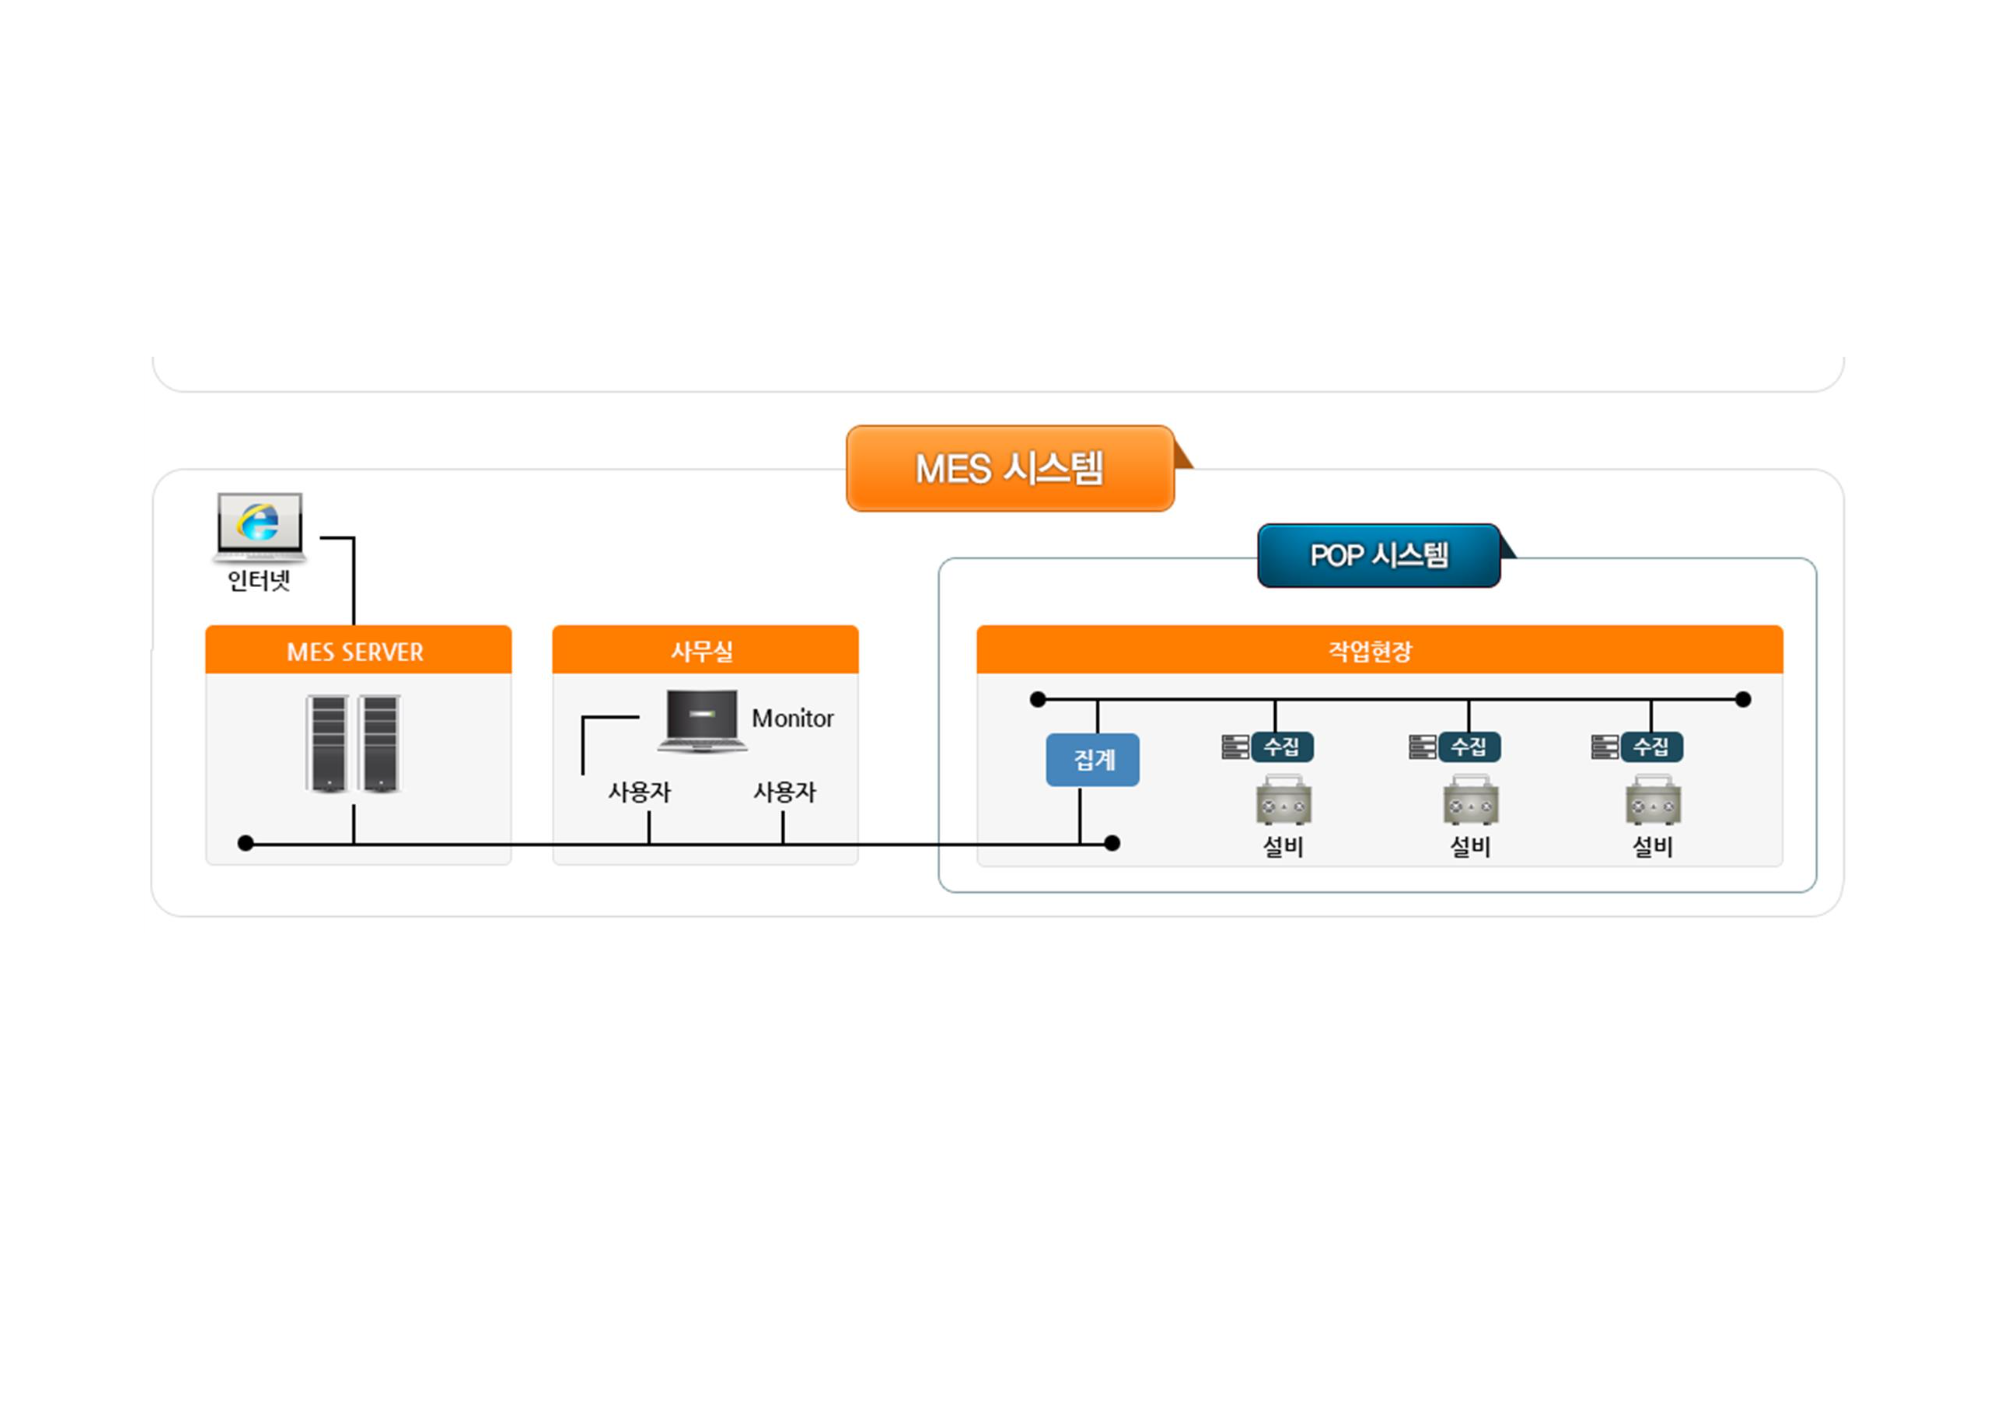 MES 시스템
POP 시스템
인터넷
MES SERVER
사무실
작업현장
Monitor
사용자
사용자
집계
수집
수집
수집
설비
설비
설비